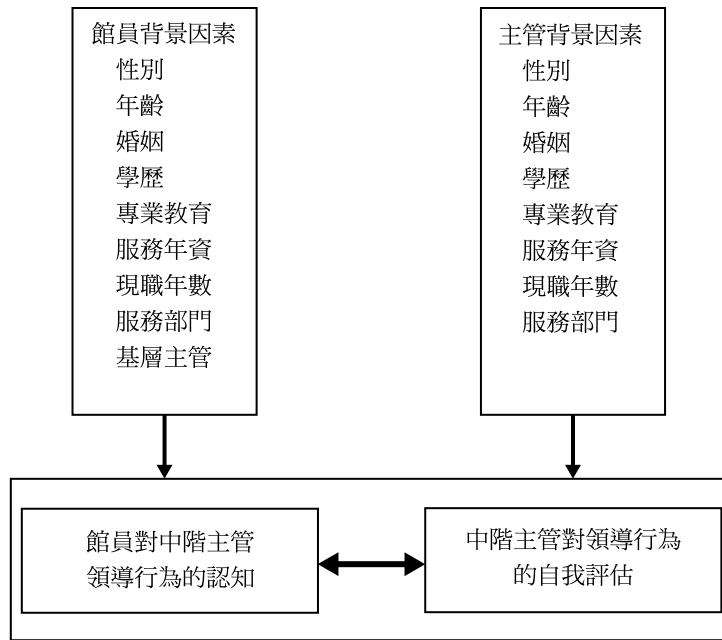 館員背景因素
性別
年齡
婚姻
學歷
專業教育
服務年資
現職年數
服務部門
基層主管
主管背景因素
性別
年齡
婚姻
學歷
專業教育
服務年資
現職年數
服務部門
館員對中階主管
領導行為的認知
中階主管對領導行為
的自我評估